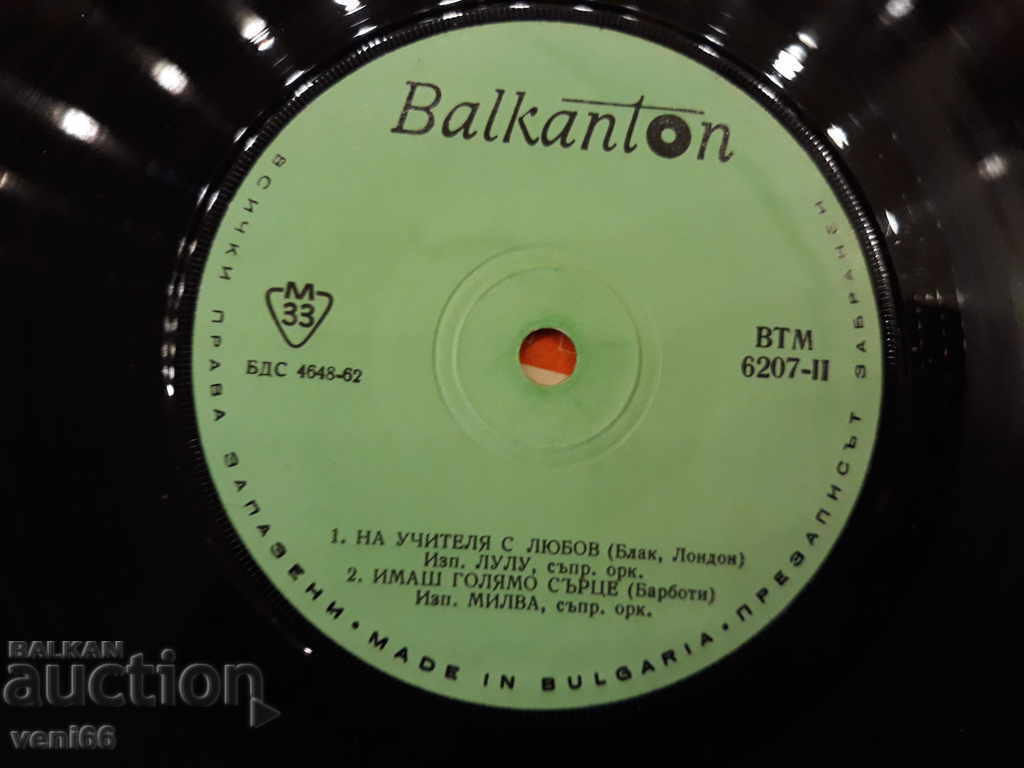 Balkanton
M
33
БДС 4648-62
ВТМ
6207-II
1. НА УЧИТЕЛЯ С ЛЮБОВ (Блак, Лондон)
Изп. ЛУЛУ, съпр. орк.
2. ИМАШ ГОЛЯМО СЪРЦЕ (Барботи)
Изп. МИЛВА, съпр. орк.
ВСИЧКИ ПРАВА ЗАПАЗЕНИ • MADE IN BULGARIA • ПРЕЗАПИСЪТ ЗАБРАНЕН
BALKAN
auction
veni66